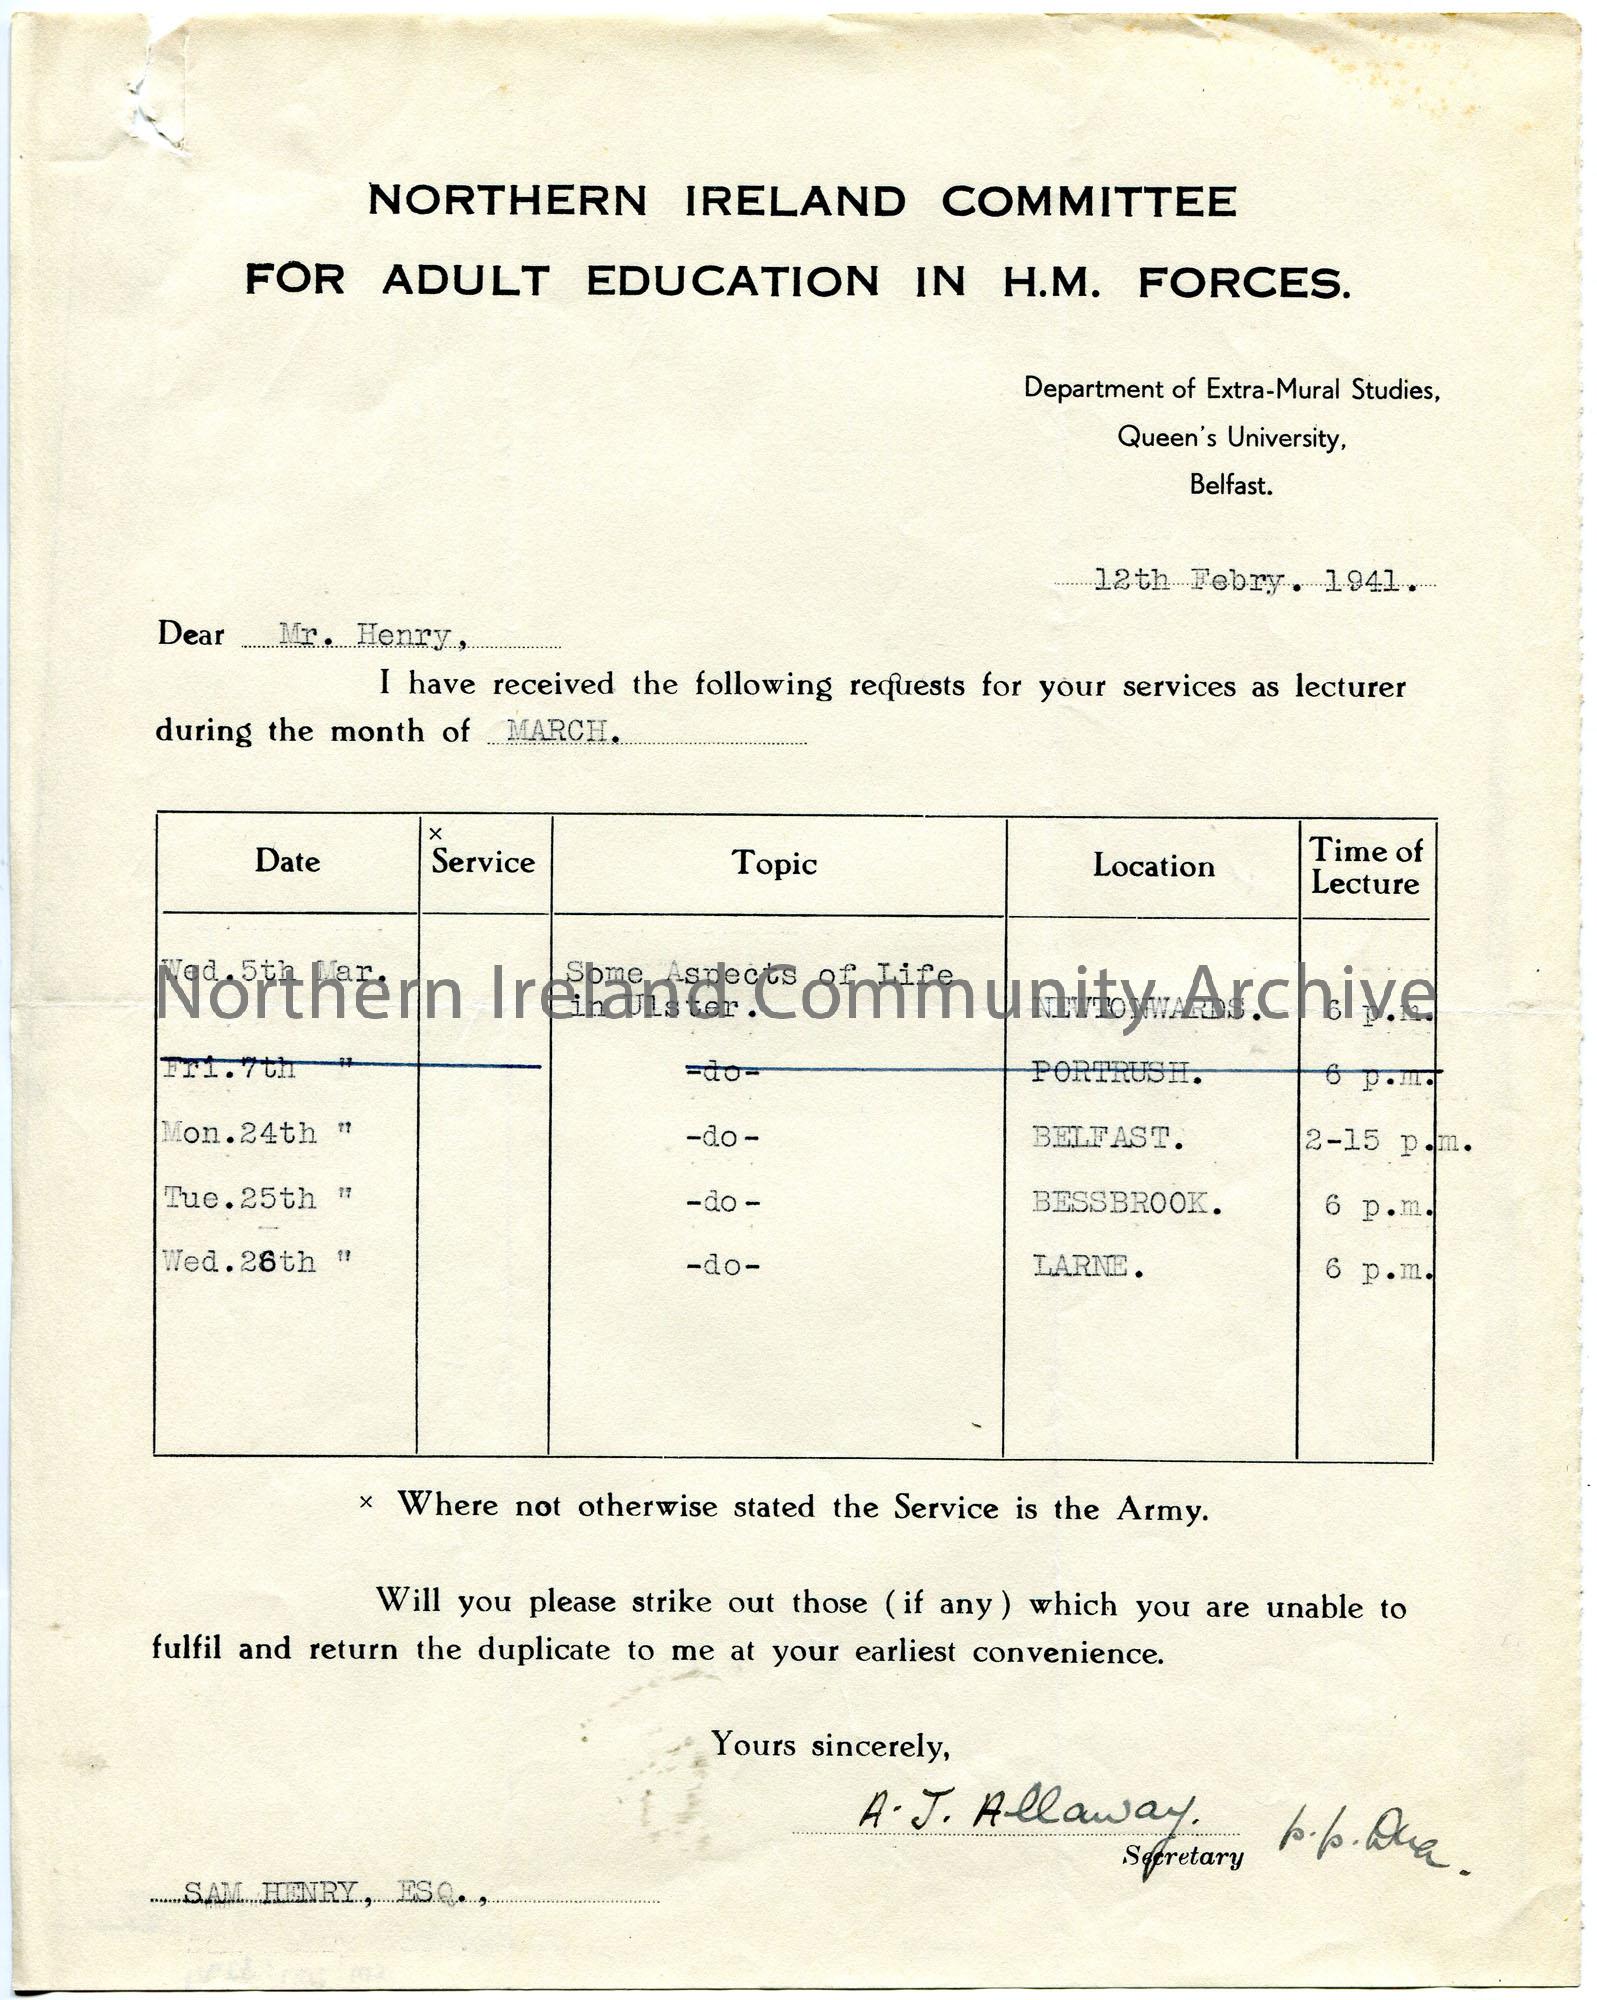 NORTHERN IRELAND COMMITTEE
FOR ADULT EDUCATION IN H.M. FORCES.
Department of Extra-Mural Studies,
Queen's University,
Belfast.
12th Febry. 1941.
Dear Mr. Henry,
I have received the following requests for your services as lecturer
during the month of MARCH.
Date × Service Topic Location Time of Lecture
Wed.5th Mar. Some Aspects of Life in Ulster. NEWTONWARDS. 6 p.m.
Fri.7th " -do- PORTRUSH. 6 p.m.
Mon.24th " -do- BELFAST. 2-15 p.m.
Tue.25th " -do- BESSBROOK. 6 p.m.
Wed.26th " -do- LARNE. 6 p.m.
Northern Ireland Community Archive
× Where not otherwise stated the Service is the Army.
Will you please strike out those (if any) which you are unable to
fulfil and return the duplicate to me at your earliest convenience.
Yours sincerely,
A. J. Allaway. p.p.
Secretary
SAM HENRY, ESQ.,